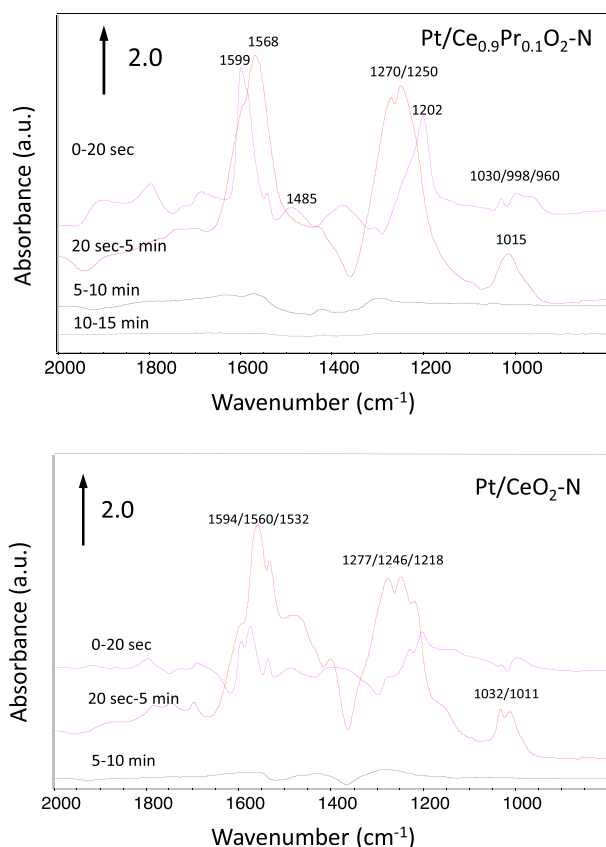 Pt/Ce0.9Pr0.1O2-N
2.0
1568
1599
1270/1250
1202
0-20 sec
1030/998/960
1485
20 sec-5 min
1015
5-10 min
10-15 min
Absorbance (a.u.)
2000 1800 1600 1400 1200 1000
Wavenumber (cm-1)
Pt/CeO2-N
2.0
1594/1560/1532
1277/1246/1218
0-20 sec
20 sec-5 min
1032/1011
5-10 min
Absorbance (a.u.)
2000 1800 1600 1400 1200 1000
Wavenumber (cm-1)